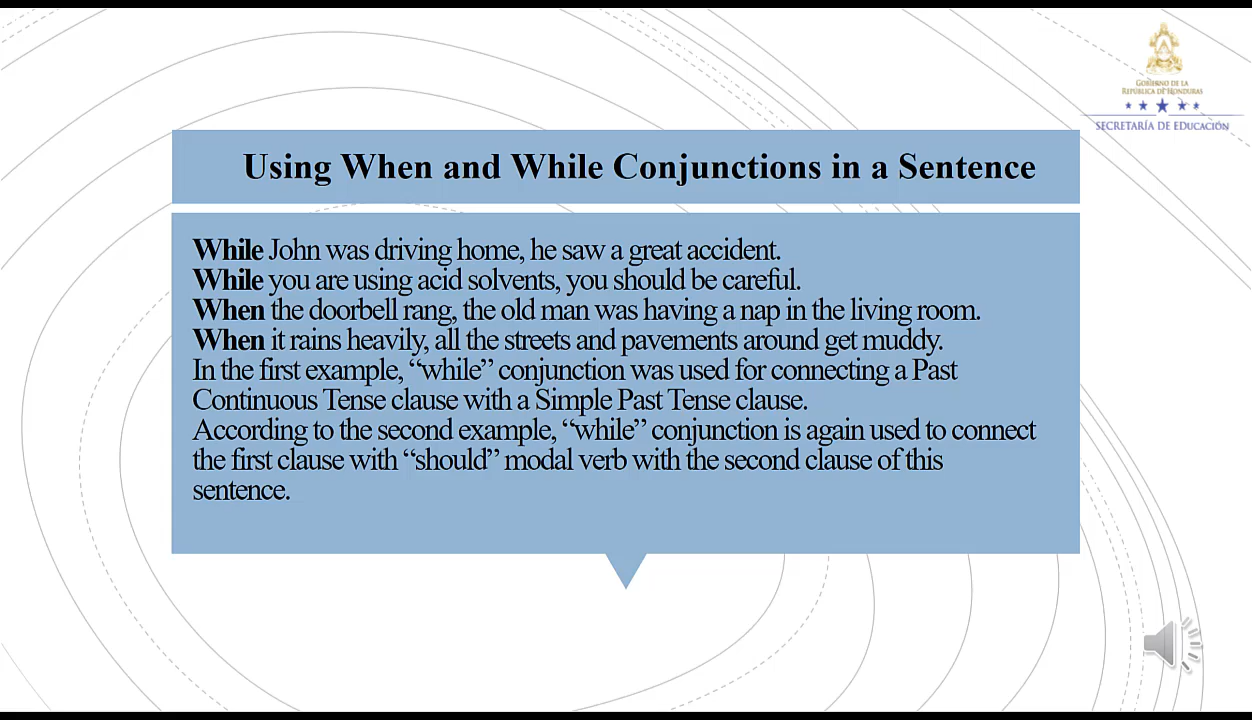 GOBIERNO DE LA
REPÚBLICA DE HONDURAS
SECRETARÍA DE EDUCACIÓN
Using When and While Conjunctions in a Sentence
While John was driving home, he saw a great accident.
While you are using acid solvents, you should be careful.
When the doorbell rang, the old man was having a nap in the living room.
When it rains heavily, all the streets and pavements around get muddy.
In the first example, “while” conjunction was used for connecting a Past
Continuous Tense clause with a Simple Past Tense clause.
According to the second example, “while” conjunction is again used to connect
the first clause with “should” modal verb with the second clause of this
sentence.